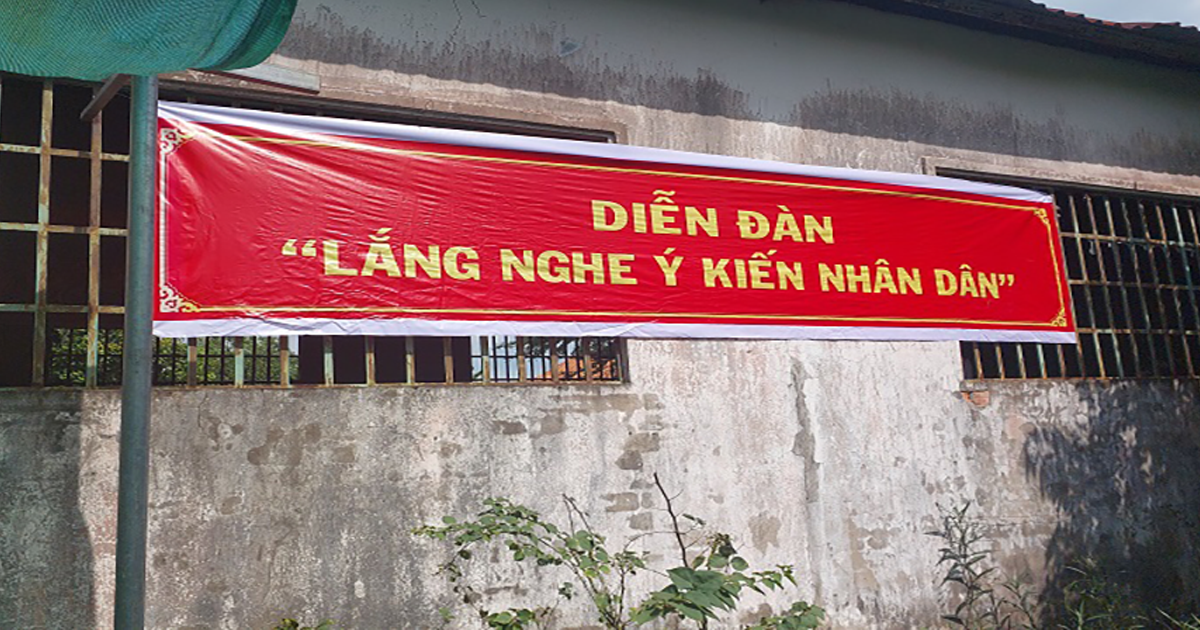 DIỄN ĐÀN
“LẮNG NGHE Ý KIẾN NHÂN DÂN”